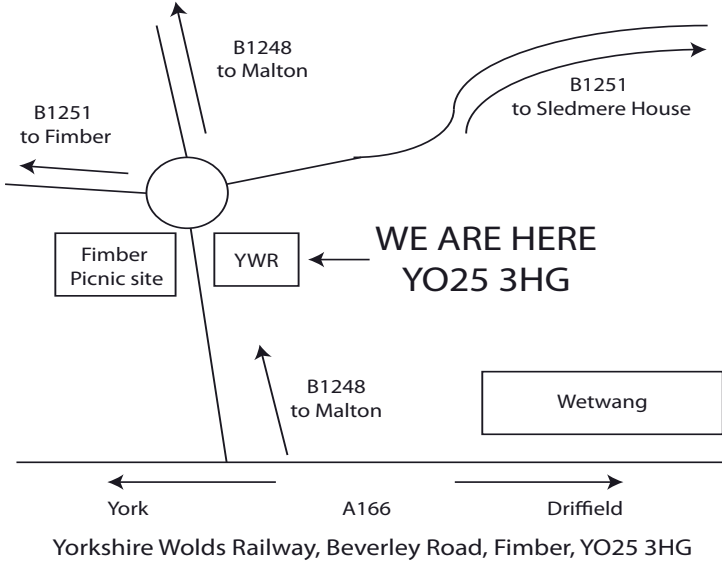 B1248
to Malton
B1251
to Sledmere House
B1251
to Fimber
WE ARE HERE
YO25 3HG
Fimber
Picnic site
YWR
B1248
to Malton
Wetwang
York
A166
Driffield
Yorkshire Wolds Railway, Beverley Road, Fimber, YO25 3HG